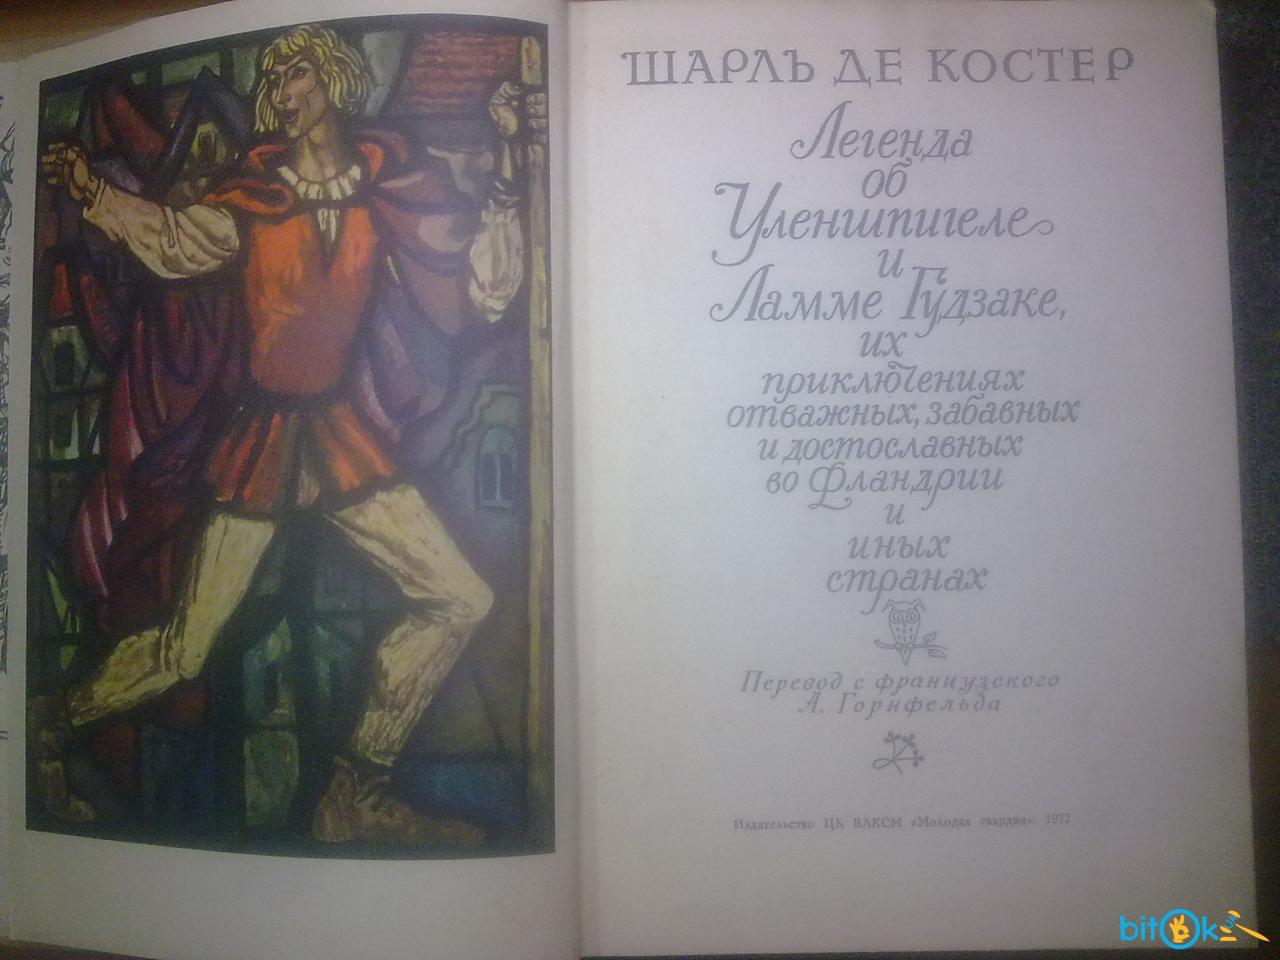 ШАРЛЬ ДЕ КОСТЕР
Легенда
об
Уленшпигеле
и
Ламме Гудзаке,
их
приключениях
отважных, забавных
и достославных
во Фландрии
и
иных
странах
Перевод с французского
А. Горнфельда
Издательство ЦК ВЛКСМ «Молодая гвардия». 1972
bitOk